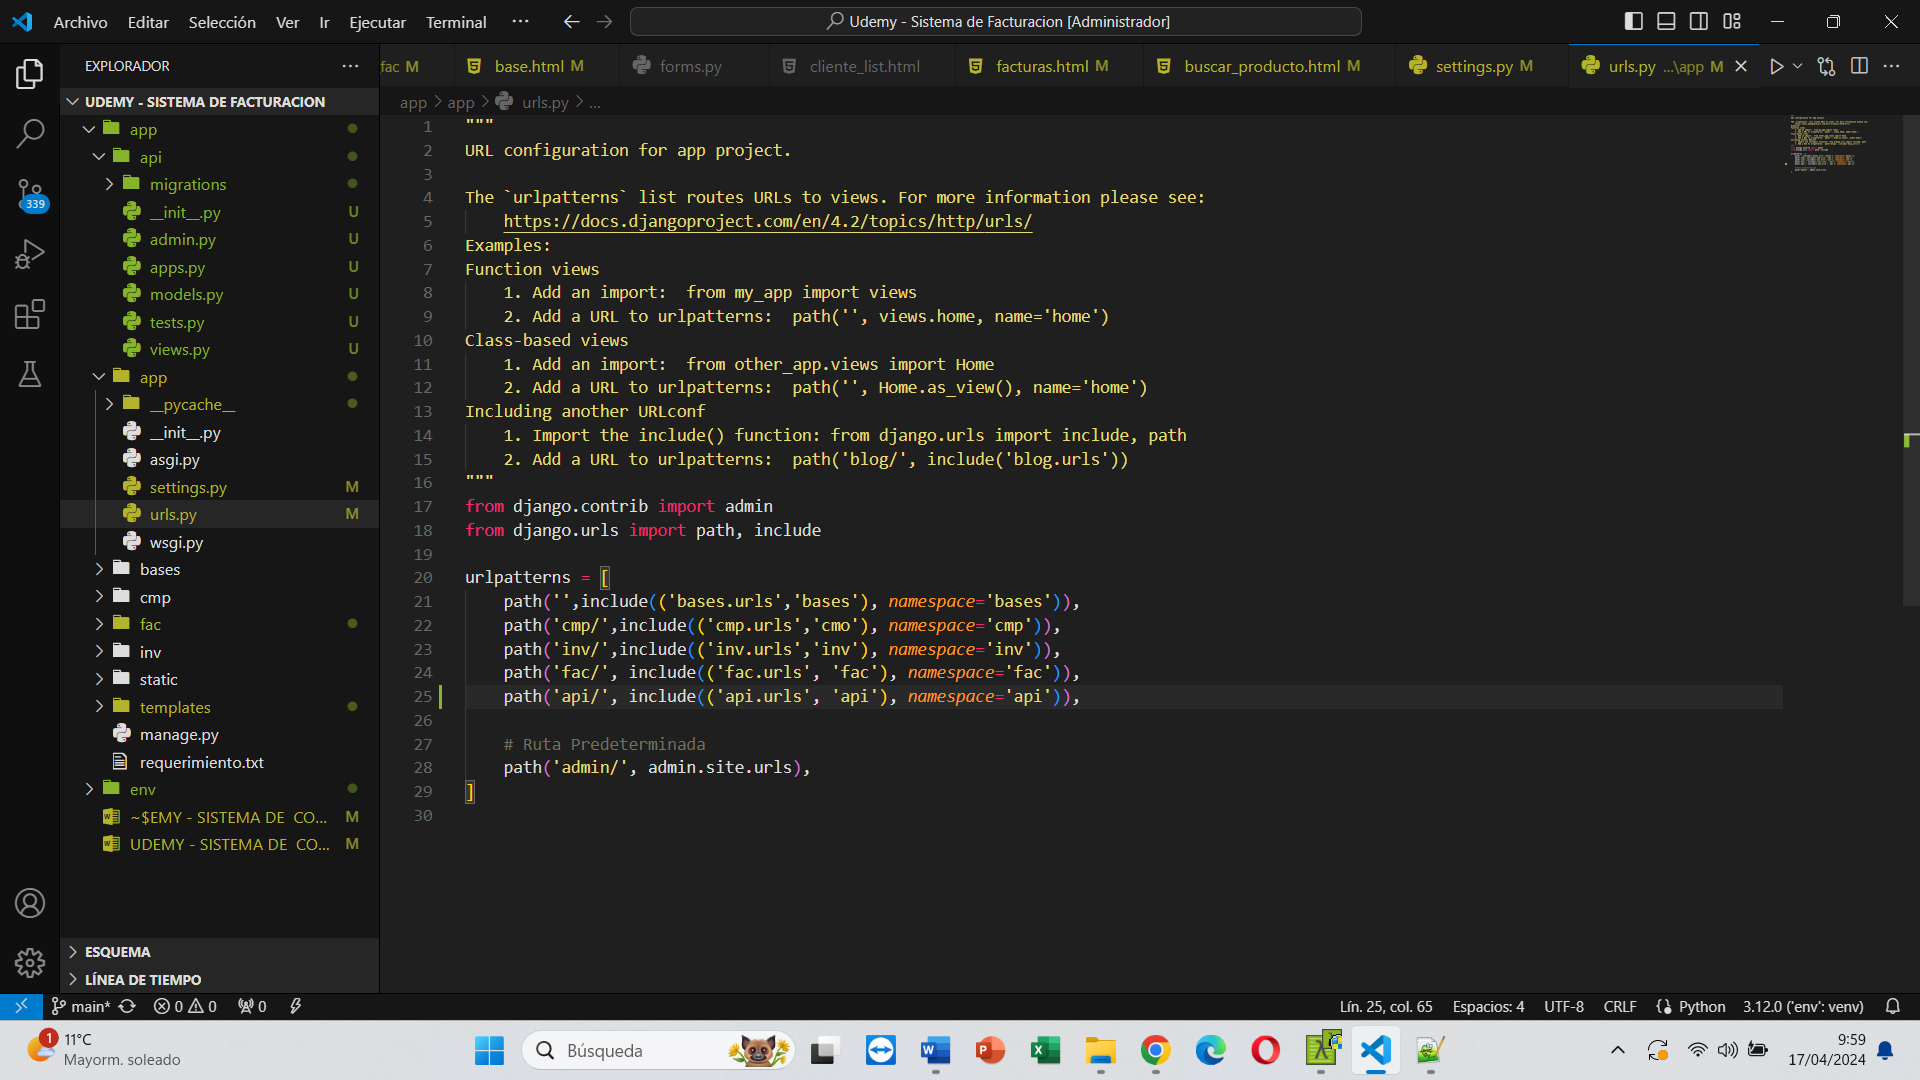 Archivo Editar Selección Ver Ir Ejecutar Terminal ··· Udemy - Sistema de Facturacion [Administrador]
EXPLORADOR ···
fac M base.html M forms.py cliente_list.html facturas.html M buscar_producto.html M settings.py M urls.py ...\app M
app > app > urls.py > ...
UDEMY - SISTEMA DE FACTURACION
app
api
migrations
__init__.py U
admin.py U
apps.py U
models.py U
tests.py U
views.py U
app
__pycache__
__init__.py
asgi.py
settings.py M
urls.py M
wsgi.py
bases
cmp
fac
inv
static
templates
manage.py
requerimiento.txt
env
~$EMY - SISTEMA DE CO... M
UDEMY - SISTEMA DE CO... M
ESQUEMA
LÍNEA DE TIEMPO
339
1 """
2 URL configuration for app project.
3
4 The `urlpatterns` list routes URLs to views. For more information please see:
5     https://docs.djangoproject.com/en/4.2/topics/http/urls/
6 Examples:
7 Function views
8     1. Add an import:  from my_app import views
9     2. Add a URL to urlpatterns:  path('', views.home, name='home')
10 Class-based views
11     1. Add an import:  from other_app.views import Home
12     2. Add a URL to urlpatterns:  path('', Home.as_view(), name='home')
13 Including another URLconf
14     1. Import the include() function: from django.urls import include, path
15     2. Add a URL to urlpatterns:  path('blog/', include('blog.urls'))
16 """
17 from django.contrib import admin
18 from django.urls import path, include
19
20 urlpatterns = [
21     path('',include(('bases.urls','bases'), namespace='bases')),
22     path('cmp/',include(('cmp.urls','cmo'), namespace='cmp')),
23     path('inv/',include(('inv.urls','inv'), namespace='inv')),
24     path('fac/', include(('fac.urls', 'fac'), namespace='fac')),
25     path('api/', include(('api.urls', 'api'), namespace='api')),
26
27     # Ruta Predeterminada
28     path('admin/', admin.site.urls),
29 ]
30
main* 0 0 0 Lín. 25, col. 65 Espacios: 4 UTF-8 CRLF Python 3.12.0 ('env': venv)
1 11°C
Mayorm. soleado
Búsqueda
9:59
17/04/2024